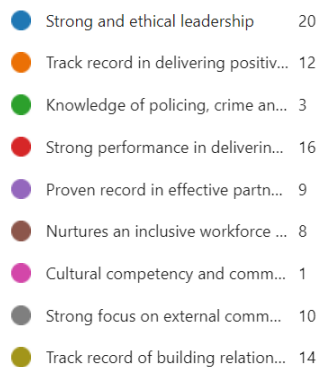 Strong and ethical leadership 20
Track record in delivering positiv... 12
Knowledge of policing, crime an... 3
Strong performance in deliverin... 16
Proven record in effective partn... 9
Nurtures an inclusive workforce ... 8
Cultural competency and comm... 1
Strong focus on external comm... 10
Track record of building relation... 14